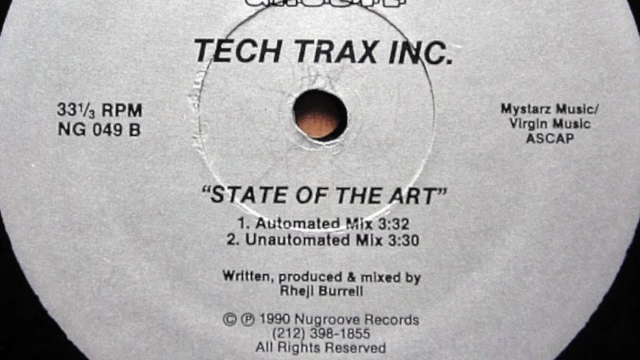 TECH TRAX INC.
33⅓ RPM
NG 049 B
Mystarz Music/
Virgin Music
ASCAP
"STATE OF THE ART"
1. Automated Mix 3:32
2. Unautomated Mix 3:30
Written, produced & mixed by
Rheji Burrell
© ℗ 1990 Nugroove Records
(212) 398-1855
All Rights Reserved